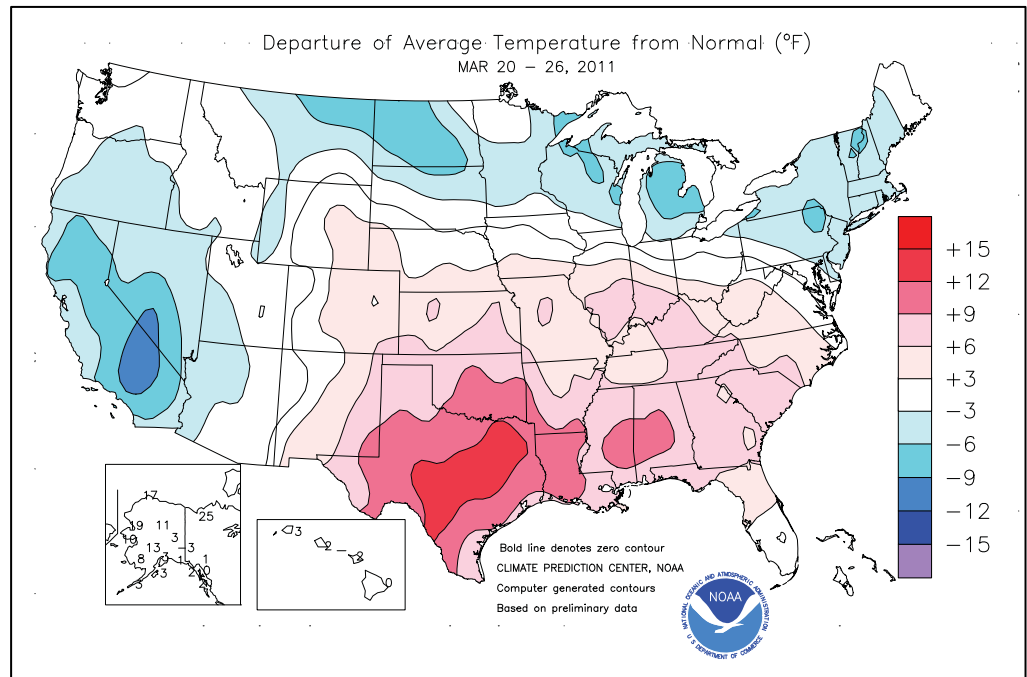 Departure of Average Temperature from Normal (°F)
MAR 20 – 26, 2011
+15
+12
+9
+6
+3
−3
−6
−9
−12
−15
17
25
19
11
3
13
−3
8
3
1
3
2
−2
0
Bold line denotes zero contour
CLIMATE PREDICTION CENTER, NOAA
Computer generated contours
Based on preliminary data
NATIONAL OCEANIC AND ATMOSPHERIC ADMINISTRATION
NOAA
U S DEPARTMENT OF COMMERCE